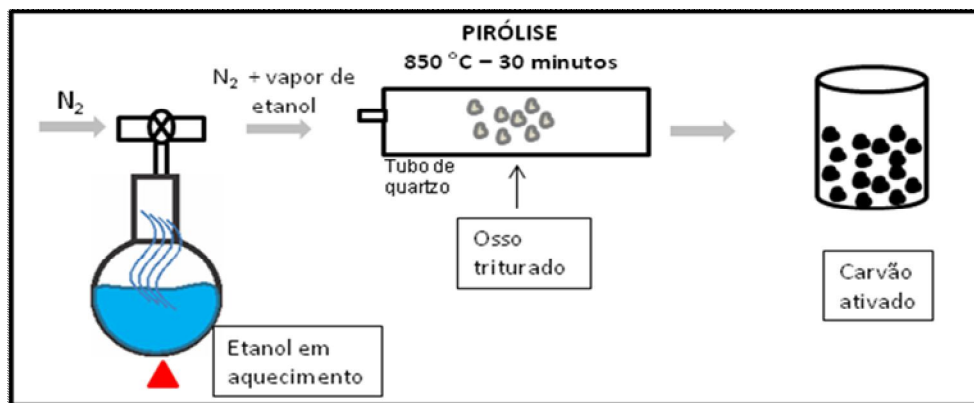 PIRÓLISE
850 °C – 30 minutos
N₂
N₂ + vapor de
etanol
Tubo de
quartzo
Osso
triturado
Carvão
ativado
Etanol em
aquecimento